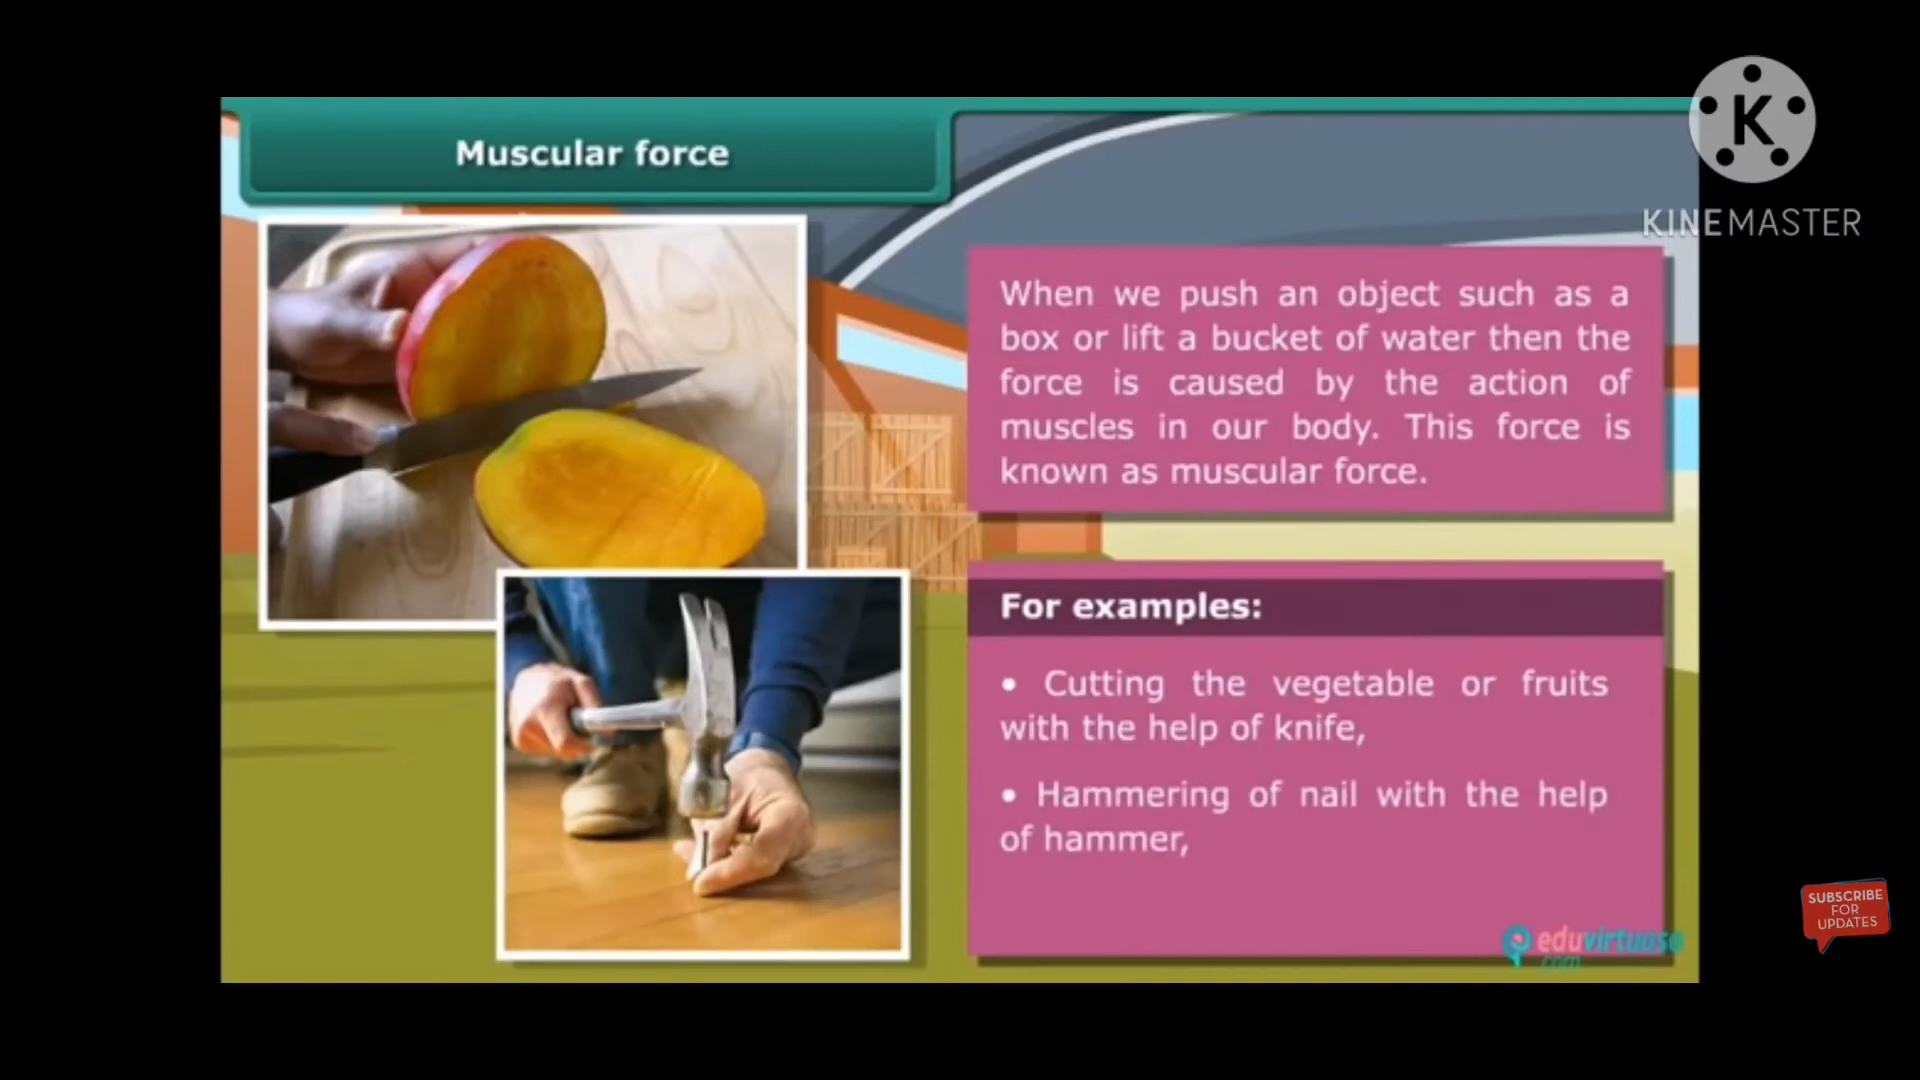 Muscular force
KINEMASTER
When we push an object such as a
box or lift a bucket of water then the
force is caused by the action of
muscles in our body. This force is
known as muscular force.
For examples:
• Cutting the vegetable or fruits
with the help of knife,
• Hammering of nail with the help
of hammer,
SUBSCRIBE
FOR
UPDATES
eduvirtuoso
.com